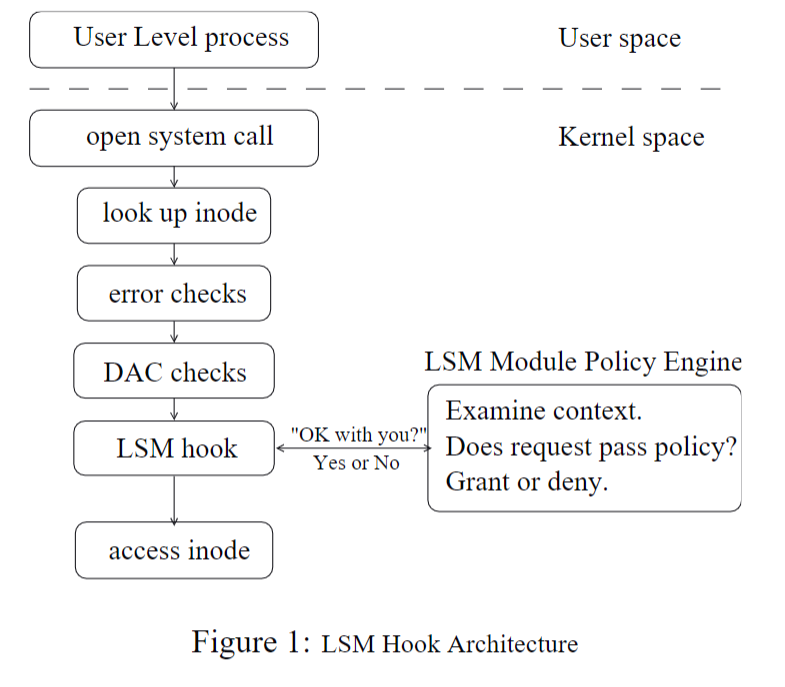 User Level process
User space
open system call
Kernel space
look up inode
error checks
DAC checks
LSM Module Policy Engine
Examine context.
Does request pass policy?
Grant or deny.
LSM hook
"OK with you?"
Yes or No
access inode
Figure 1: LSM Hook Architecture